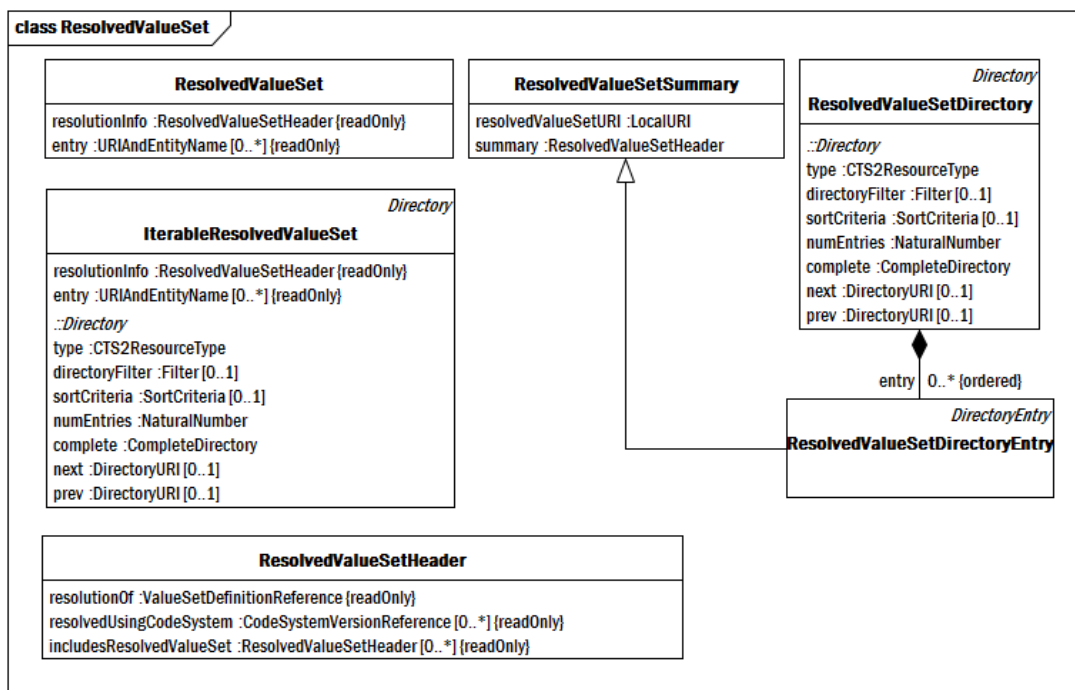 class ResolvedValueSet
ResolvedValueSet
resolutionInfo :ResolvedValueSetHeader {readOnly}
entry :URIAndEntityName [0..*] {readOnly}
ResolvedValueSetSummary
resolvedValueSetURI :LocalURI
summary :ResolvedValueSetHeader
Directory
ResolvedValueSetDirectory
::Directory
type :CTS2ResourceType
directoryFilter :Filter [0..1]
sortCriteria :SortCriteria [0..1]
numEntries :NaturalNumber
complete :CompleteDirectory
next :DirectoryURI [0..1]
prev :DirectoryURI [0..1]
Directory
IterableResolvedValueSet
resolutionInfo :ResolvedValueSetHeader {readOnly}
entry :URIAndEntityName [0..*] {readOnly}
::Directory
type :CTS2ResourceType
directoryFilter :Filter [0..1]
sortCriteria :SortCriteria [0..1]
numEntries :NaturalNumber
complete :CompleteDirectory
next :DirectoryURI [0..1]
prev :DirectoryURI [0..1]
entry 0..* {ordered}
DirectoryEntry
ResolvedValueSetDirectoryEntry
ResolvedValueSetHeader
resolutionOf :ValueSetDefinitionReference {readOnly}
resolvedUsingCodeSystem :CodeSystemVersionReference [0..*] {readOnly}
includesResolvedValueSet :ResolvedValueSetHeader [0..*] {readOnly}